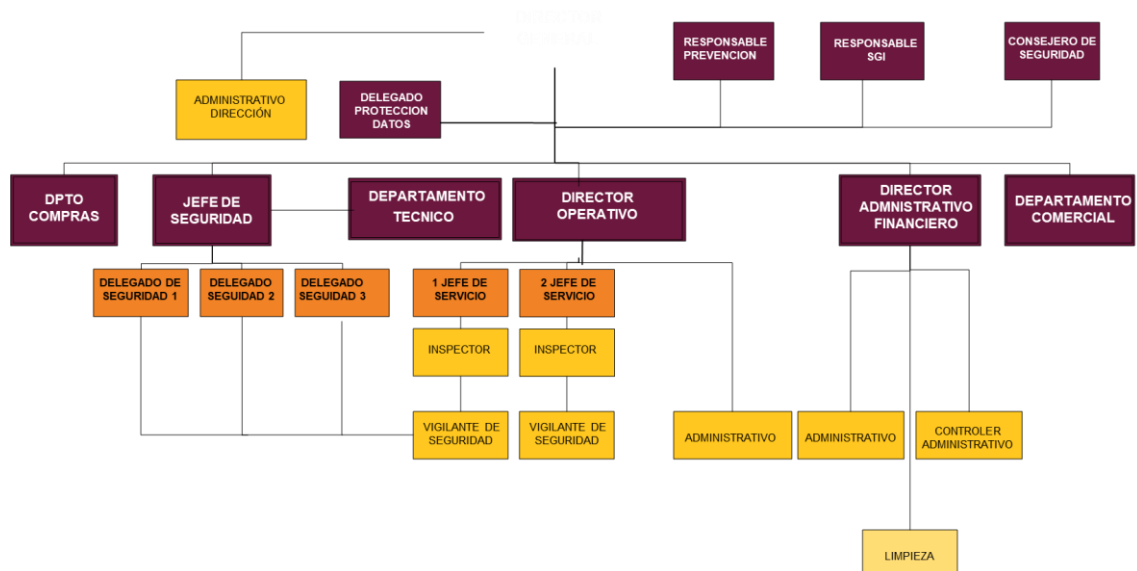 RESPONSABLE
PREVENCION
RESPONSABLE
SGI
CONSEJERO DE
SEGURIDAD
ADMINISTRATIVO
DIRECCIÓN
DELEGADO
PROTECCION
DATOS
DPTO
COMPRAS
JEFE DE
SEGURIDAD
DEPARTAMENTO
TECNICO
DIRECTOR
OPERATIVO
DIRECTOR
ADMNISTRATIVO
FINANCIERO
DEPARTAMENTO
COMERCIAL
DELEGADO DE
SEGURIDAD 1
DELEGADO
SEGUIDAD 2
DELEGADO
SEGUIDAD 3
1 JEFE DE
SERVICIO
2 JEFE DE
SERVICIO
INSPECTOR
INSPECTOR
VIGILANTE DE
SEGURIDAD
VIGILANTE DE
SEGURIDAD
ADMINISTRATIVO
ADMINISTRATIVO
CONTROLER
ADMINISTRATIVO
LIMPIEZA